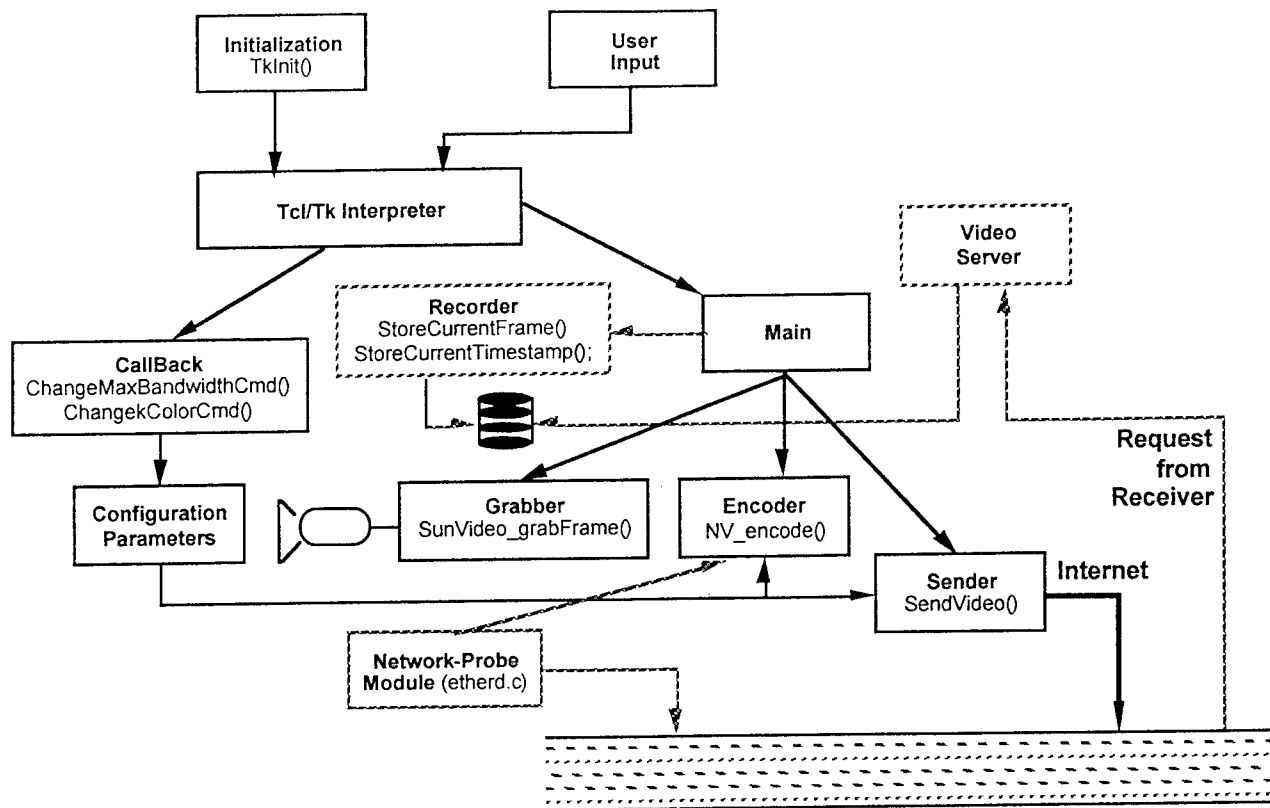 Initialization
TkInit()
User
Input
Tcl/Tk Interpreter
Video
Server
Recorder
StoreCurrentFrame()
StoreCurrentTimestamp();
Main
CallBack
ChangeMaxBandwidthCmd()
ChangekColorCmd()
Request
from
Receiver
Configuration
Parameters
Grabber
SunVideo_grabFrame()
Encoder
NV_encode()
Sender
SendVideo()
Internet
Network-Probe
Module (etherd.c)